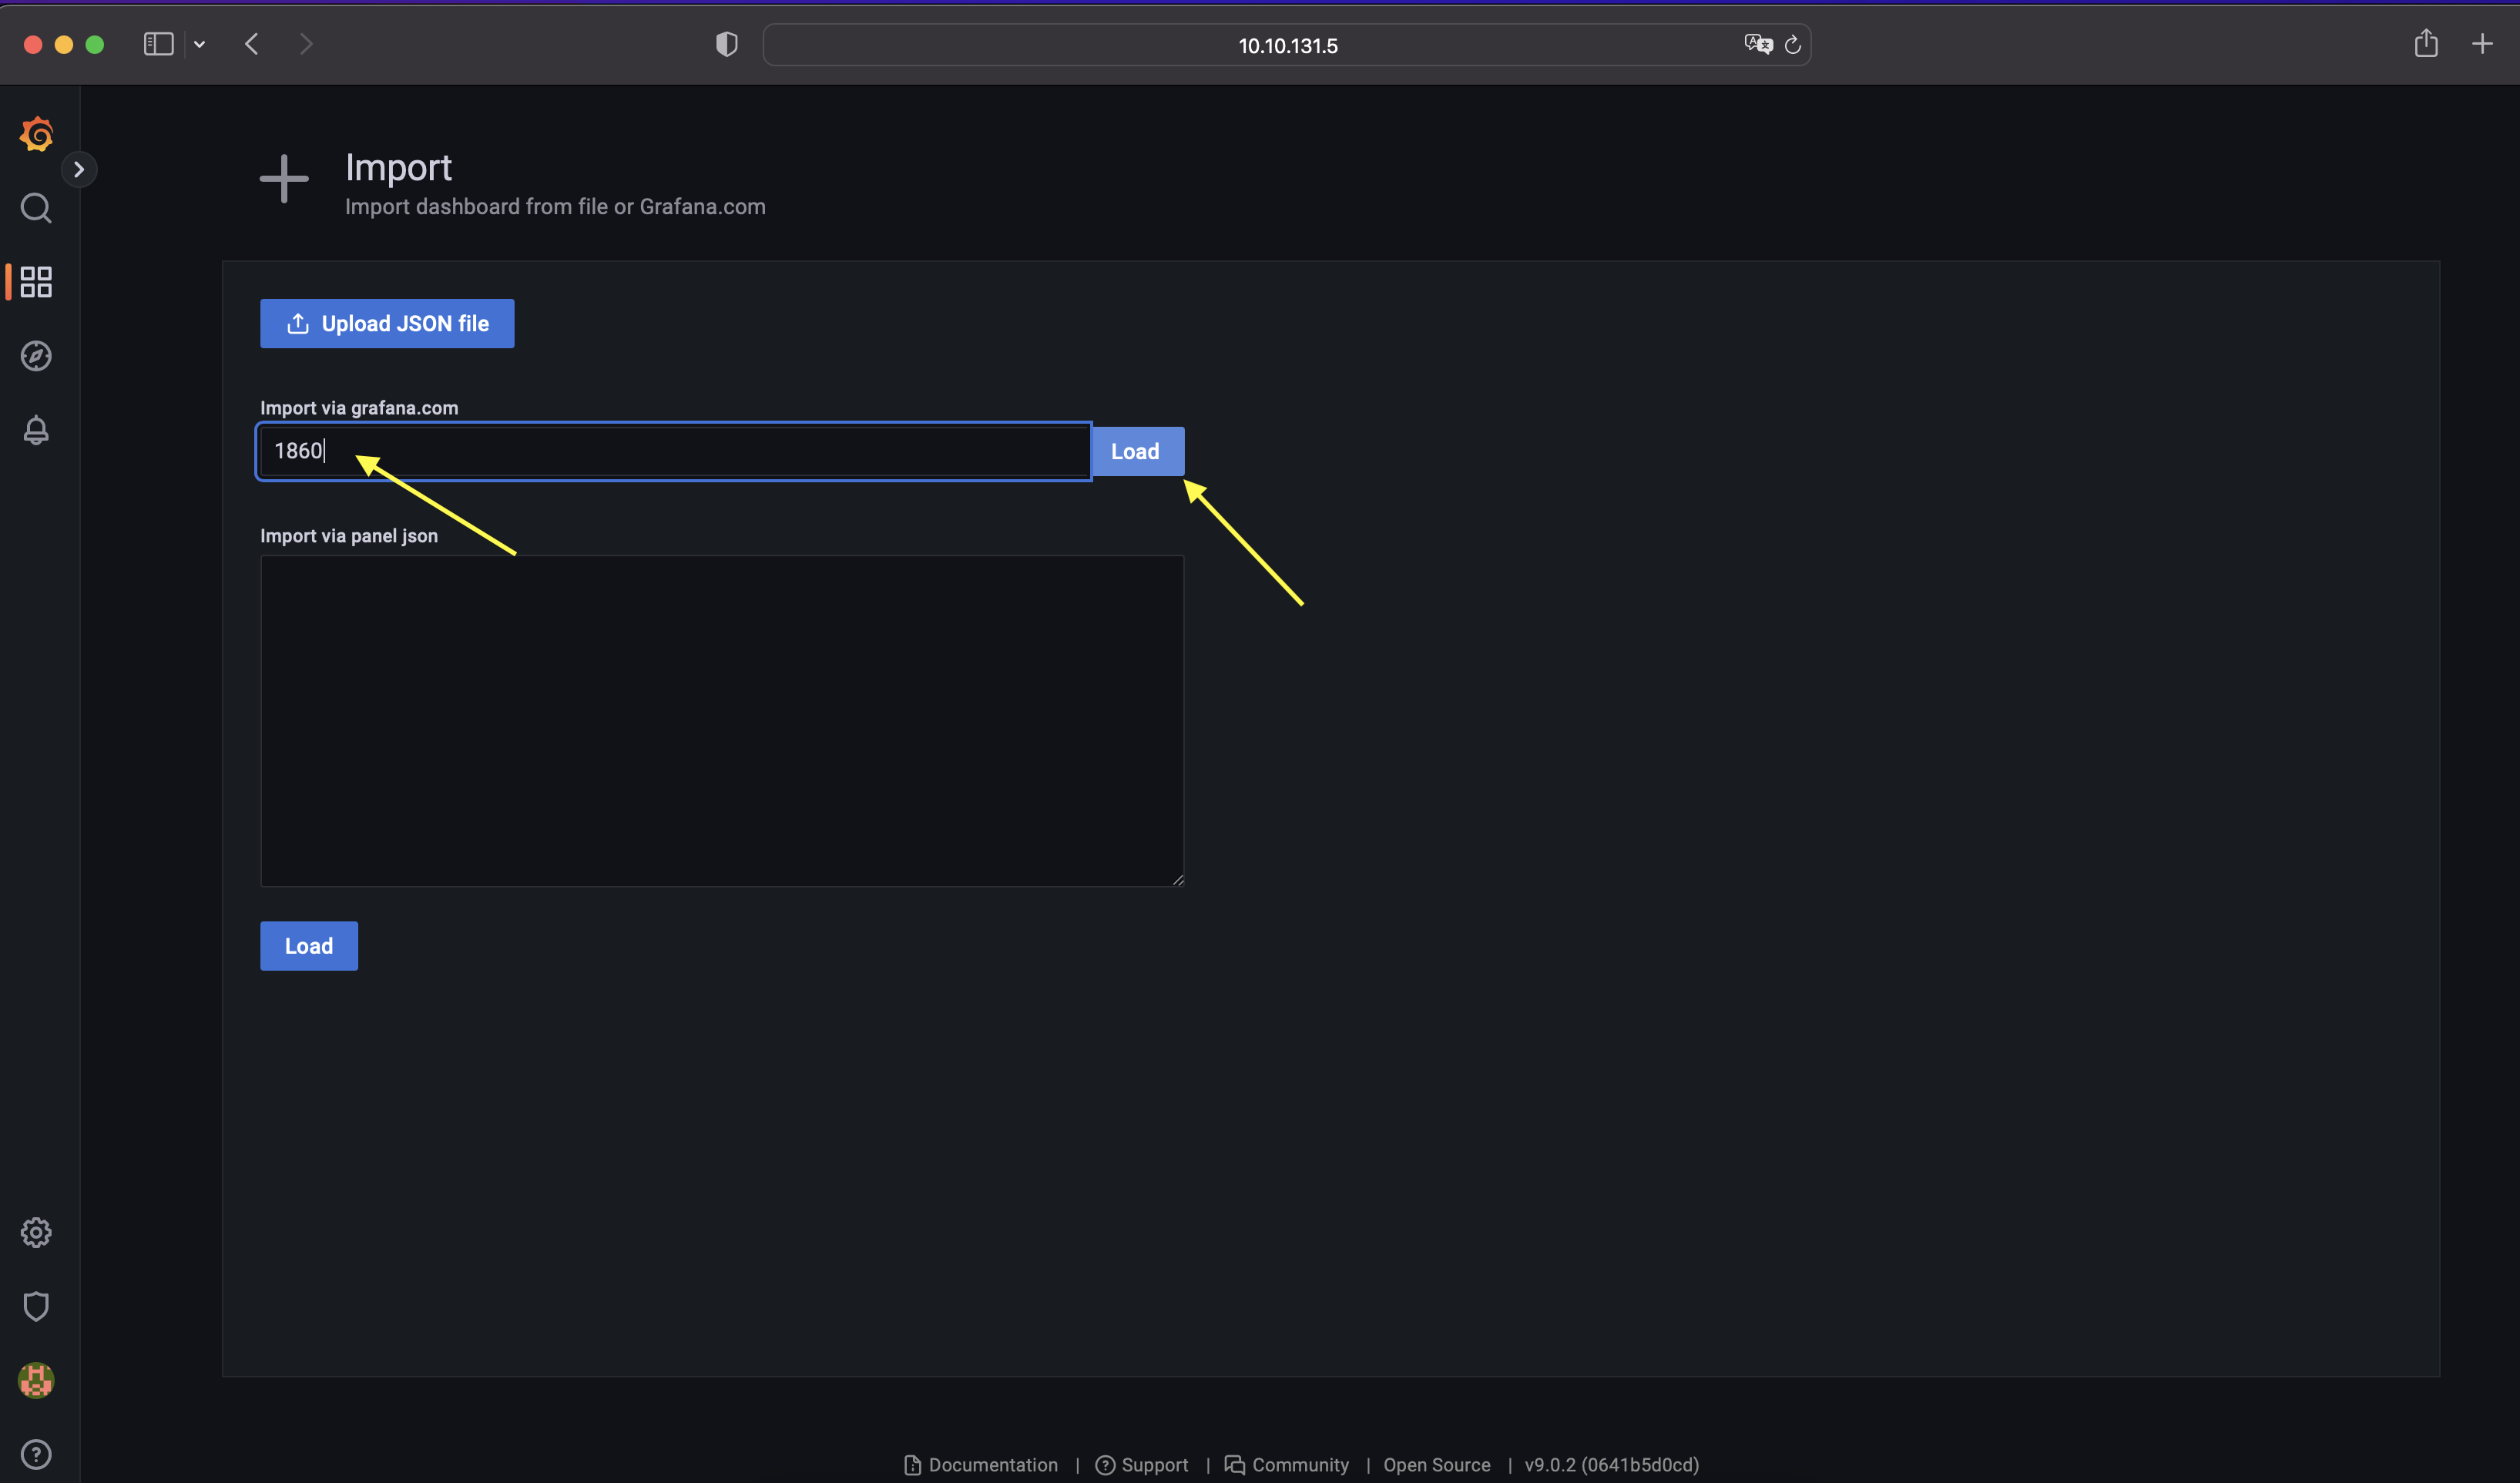 10.10.131.5
Import
Import dashboard from file or Grafana.com
Upload JSON file
Import via grafana.com
1860
Load
Import via panel json
Load
Documentation | Support | Community | Open Source | v9.0.2 (0641b5d0cd)